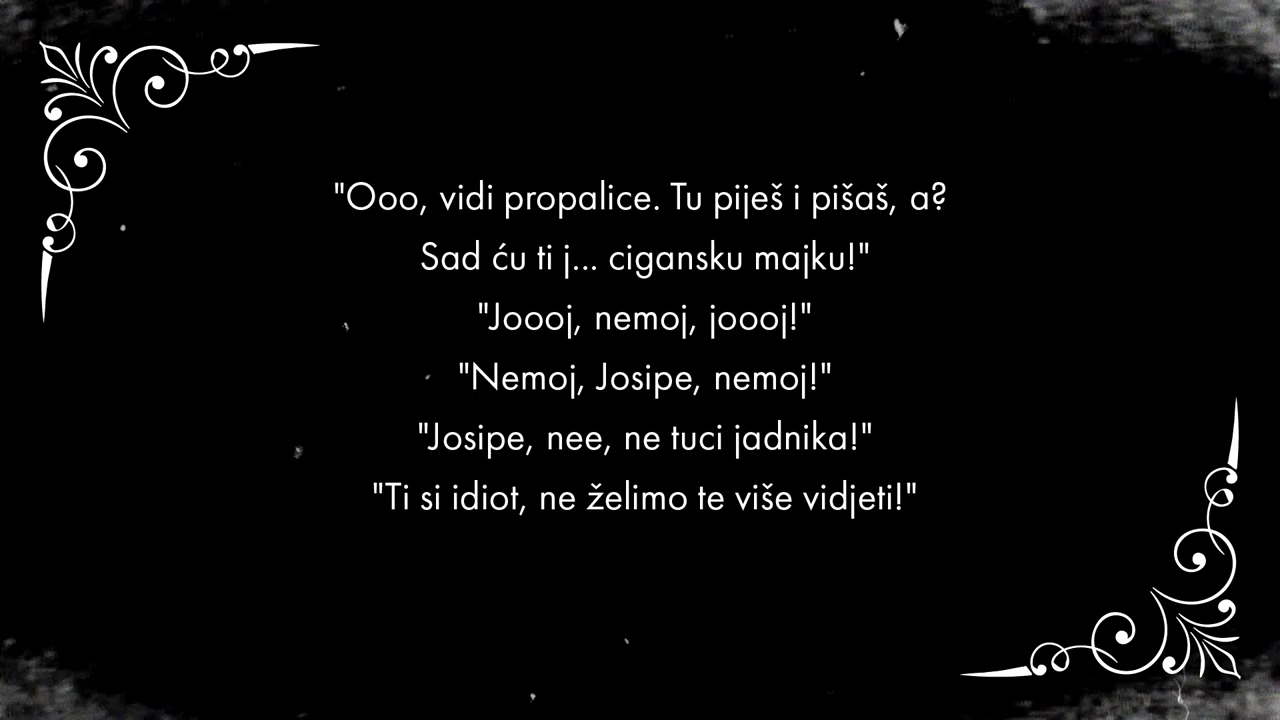 "Ooo, vidi propalice. Tu piješ i pišaš, a?
Sad ću ti j... cigansku majku!"
"Joooj, nemoj, joooj!"
"Nemoj, Josipe, nemoj!"
"Josipe, nee, ne tuci jadnika!"
"Ti si idiot, ne želimo te više vidjeti!"